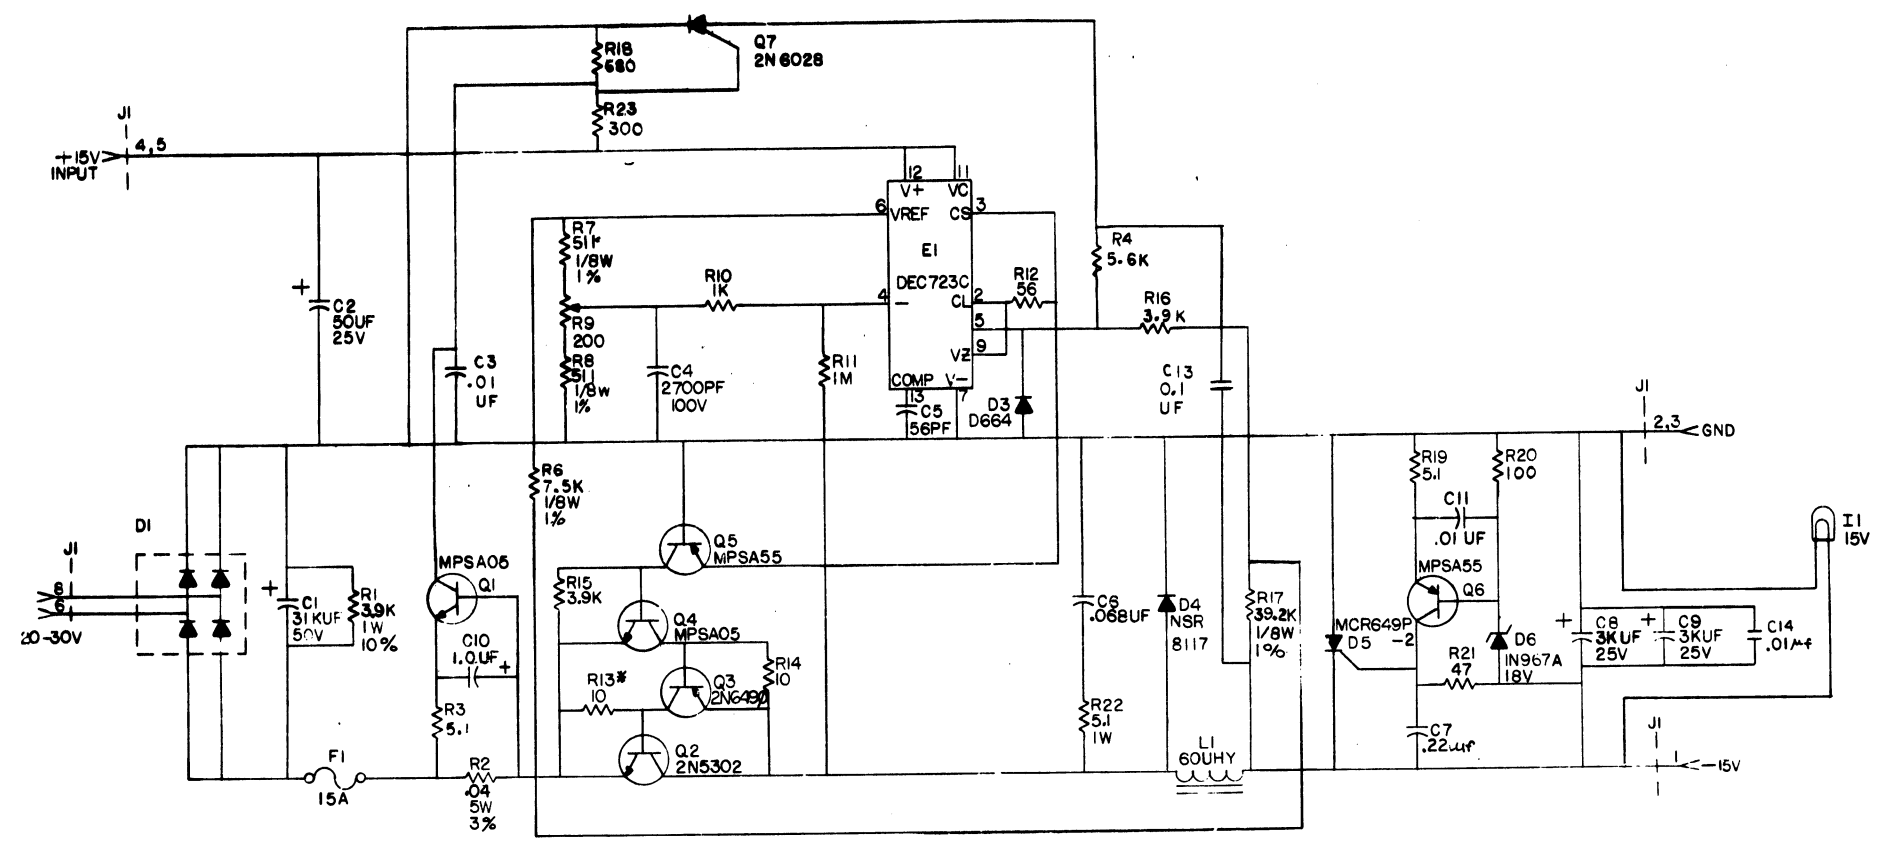 J1
+15V
INPUT
4,5
R18
680
R23
300
Q7
2N6028
C2
50UF
25V
+
C3
.01
UF
R7
511
1/8W
1%
R9
200
R8
511
1/8W
1%
R10
1K
C4
2700PF
100V
R11
1M
12
11
V+
VC
6
VREF
CS
3
E1
DEC723C
4
–
CL
2
5
VZ
9
COMP
V–
13
7
C5
56PF
R12
56
D3
D664
R4
5.6K
R16
3.9K
C13
0.1
UF
J1
2,3
GND
D1
J1
8
6
20-30V
+
C1
31KUF
50V
R1
3.9K
1W
10%
F1
15A
MPSA05
Q1
C10
1.0UF
+
R3
5.1
R2
.04
5W
3%
R6
7.5K
1/8W
1%
Q5
MPSA55
R15
3.9K
Q4
MPSA05
R14
10
R13*
10
Q3
2N6490
Q2
2N5302
C6
.068UF
R22
5.1
1W
D4
NSR
8117
L1
60UHY
R17
39.2K
1/8W
1%
R19
5.1
R20
100
C11
.01UF
MPSA55
Q6
MCR649P
D5
-2
D6
1N967A
18V
R21
47
C7
.22uf
+
C8
3KUF
25V
+
C9
3KUF
25V
C14
.01uf
I1
15V
J1
1
–15V